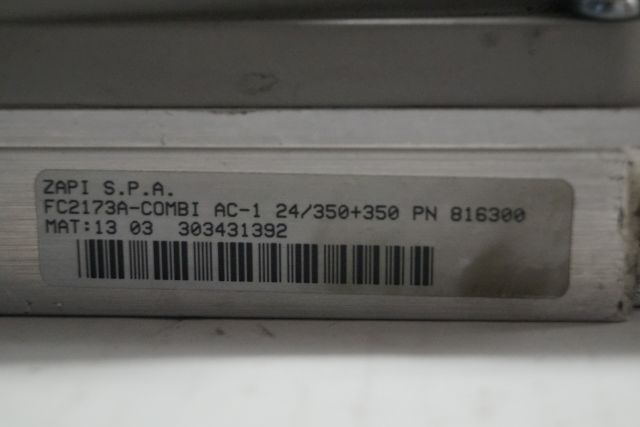 ZAPI S.P.A.
FC2173A-COMBI AC-1 24/350+350 PN 816300
MAT:13 03 303431392